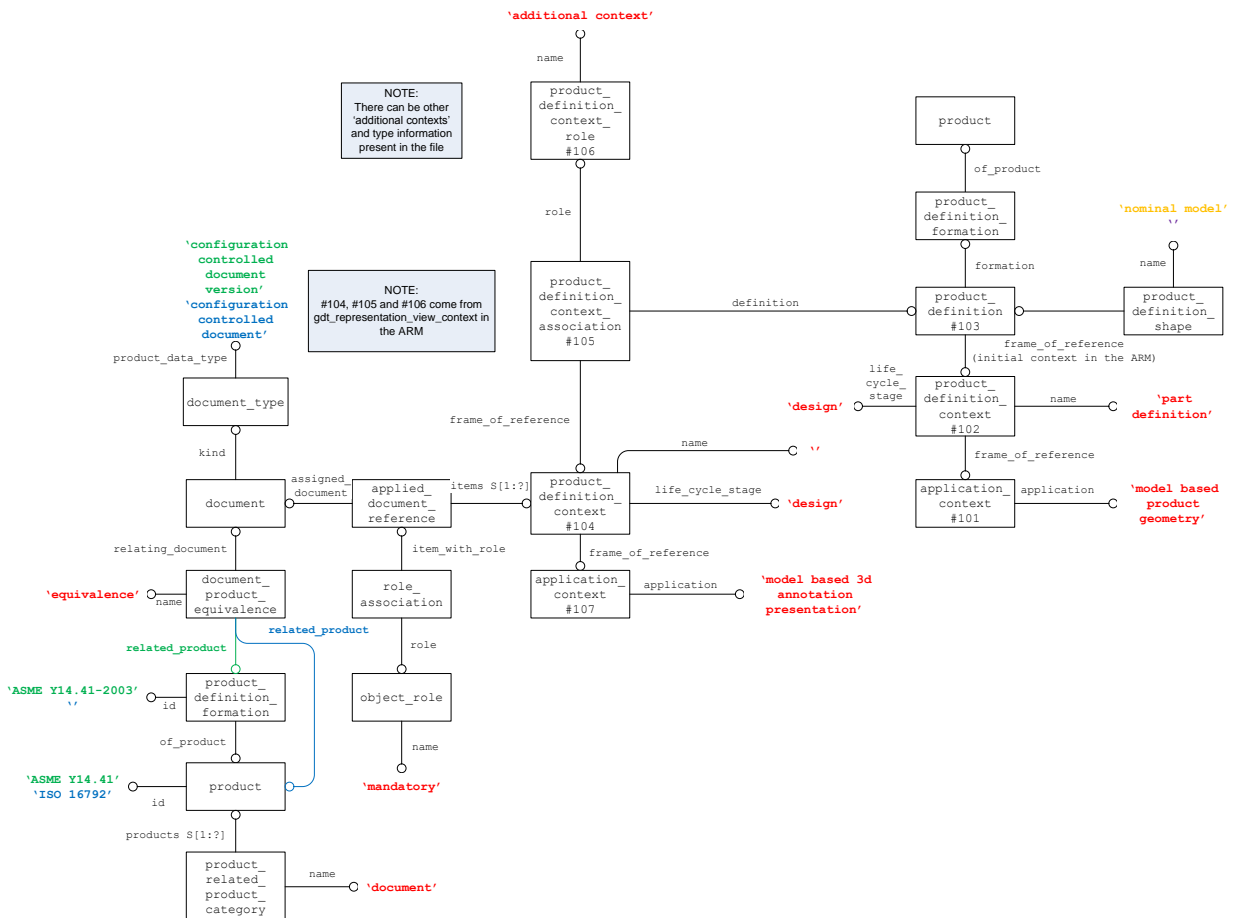 ‘additional context’
name
NOTE:
There can be other
‘additional contexts’
and type information
present in the file
product_
definition_
context_
role
#106
product
of_product
role
product_
definition_
formation
‘nominal model’
‘’
‘configuration
controlled
document
version’
‘configuration
controlled
document’
NOTE:
#104, #105 and #106 come from
gdt_representation_view_context in
the ARM
product_
definition_
context_
association
#105
definition
formation
name
product_
definition
#103
product_
definition_
shape
product_data_type
frame_of_reference
(initial context in the ARM)
life_
cycle_
stage
document_type
‘design’
product_
definition_
context
#102
name
‘part
definition’
frame_of_reference
kind
name
‘’
frame_of_reference
document
assigned_
document
applied_
document_
reference
items S[1:?]
product_
definition_
context
#104
life_cycle_stage
‘design’
application_
context
#101
application
‘model based
product
geometry’
relating_document
item_with_role
frame_of_reference
‘equivalence’
name
document_
product_
equivalence
role_
association
application_
context
#107
application
‘model based 3d
annotation
presentation’
related_product
related_product
role
‘ASME Y14.41-2003’
‘’
id
product_
definition_
formation
object_role
of_product
name
‘ASME Y14.41’
‘ISO 16792’
id
product
‘mandatory’
products S[1:?]
product_
related_
product_
category
name
‘document’